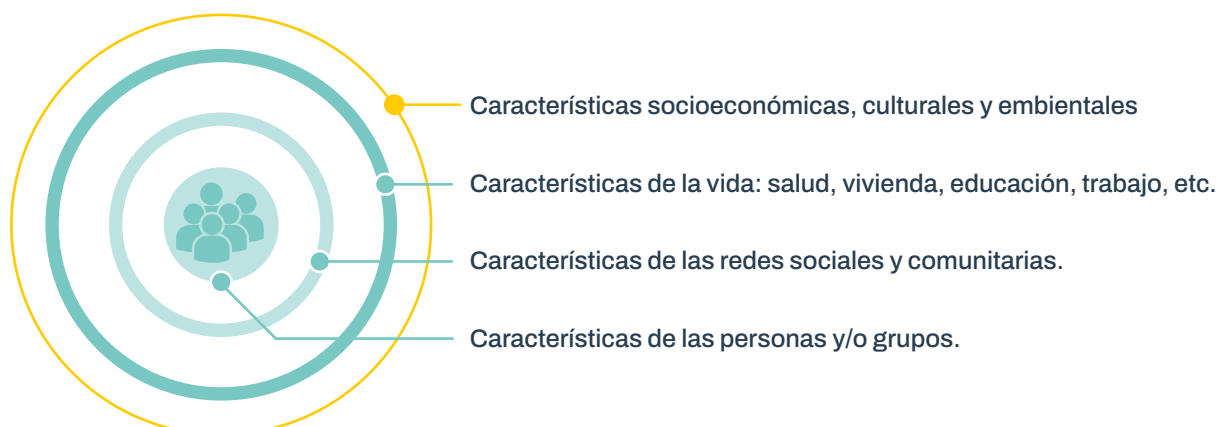 Características socioeconómicas, culturales y embientales
Características de la vida: salud, vivienda, educación, trabajo, etc.
Características de las redes sociales y comunitarias.
Características de las personas y/o grupos.